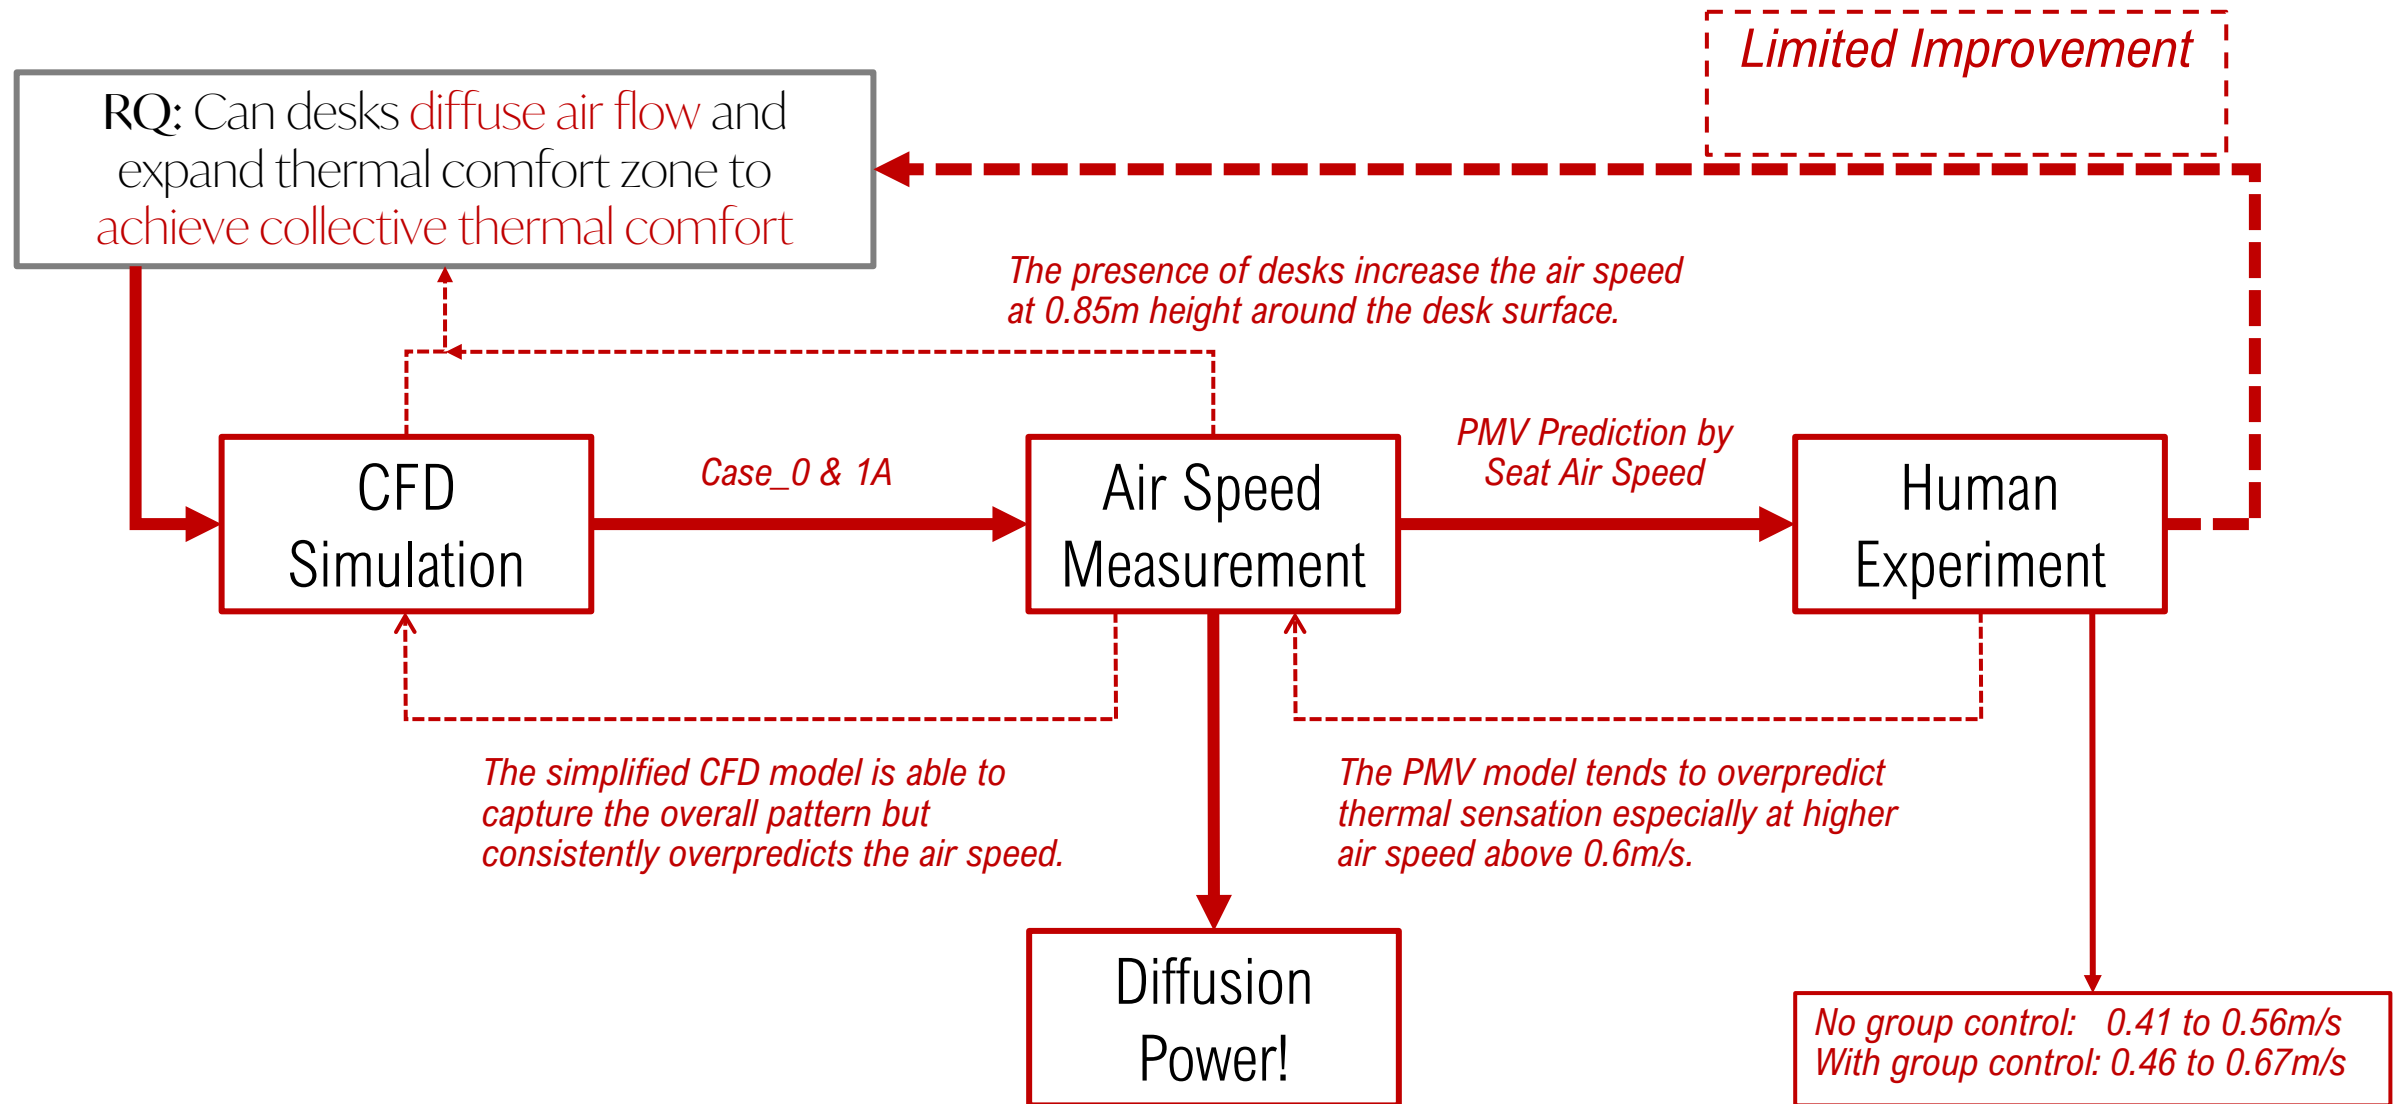 Limited Improvement
RQ: Can desks diffuse air flow and
expand thermal comfort zone to
achieve collective thermal comfort
The presence of desks increase the air speed
at 0.85m height around the desk surface.
CFD
Simulation
Case_0 & 1A
Air Speed
Measurement
PMV Prediction by
Seat Air Speed
Human
Experiment
The simplified CFD model is able to
capture the overall pattern but
consistently overpredicts the air speed.
The PMV model tends to overpredict
thermal sensation especially at higher
air speed above 0.6m/s.
Diffusion
Power!
No group control: 0.41 to 0.56m/s
With group control: 0.46 to 0.67m/s